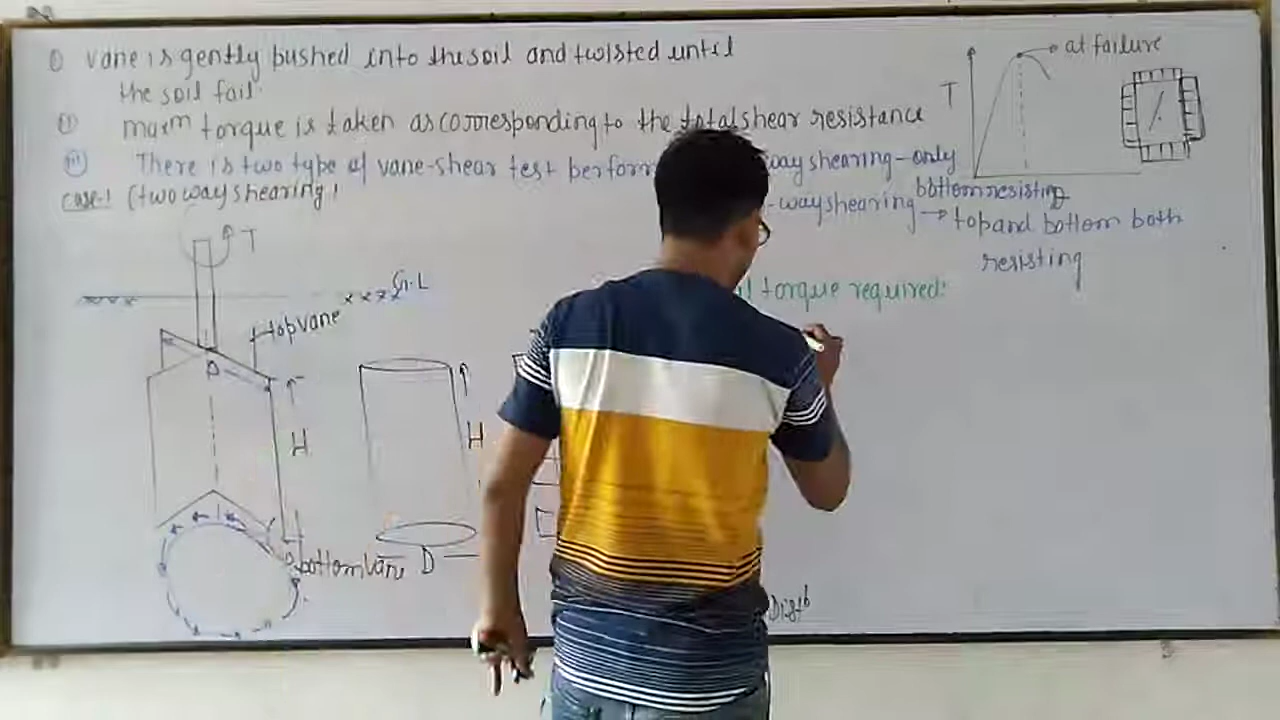 ① vane is gently bushed into the soil and twisted until
the soil fail.
② maxm torque is taken as corresponding to the total shear resistance
③ There is two type of vane-shear test perform way shearing - only
bottom resisting
case-1 (two way shearing)
-way shearing → top and bottom both
resisting
at failure
T
T
G.L
top vane
torque required:
D
H
H
bottom vane
D